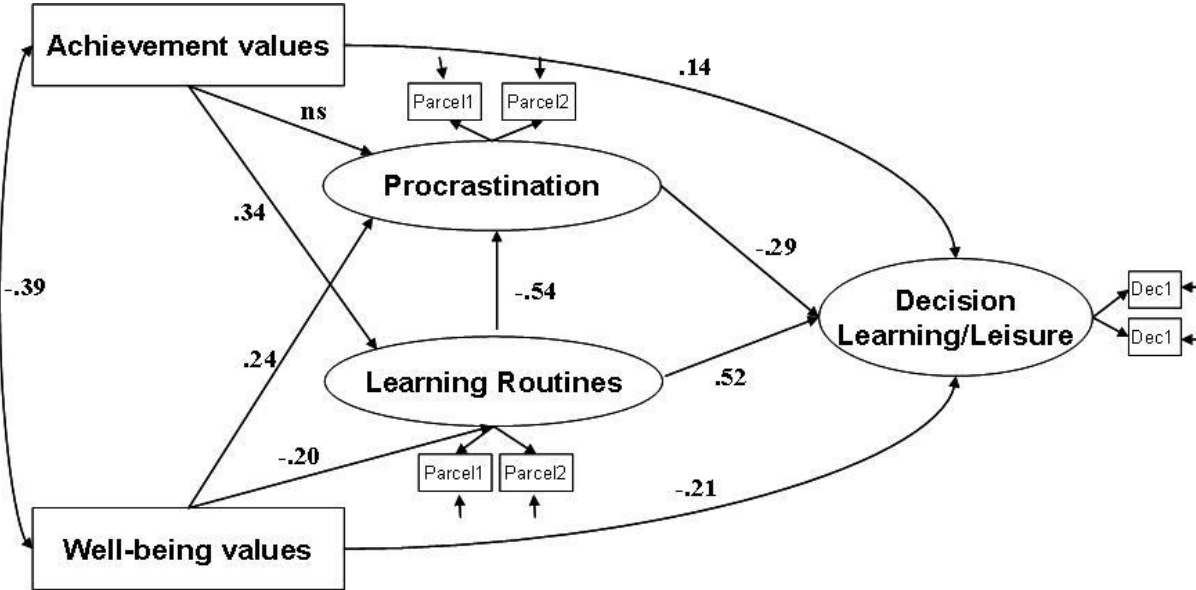 Achievement values
.14
Parcel1
Parcel2
ns
Procrastination
.34
-.29
-.39
-.54
Decision
Learning/Leisure
Dec1
Dec1
.24
Learning Routines
.52
-.20
Parcel1
Parcel2
-.21
Well-being values